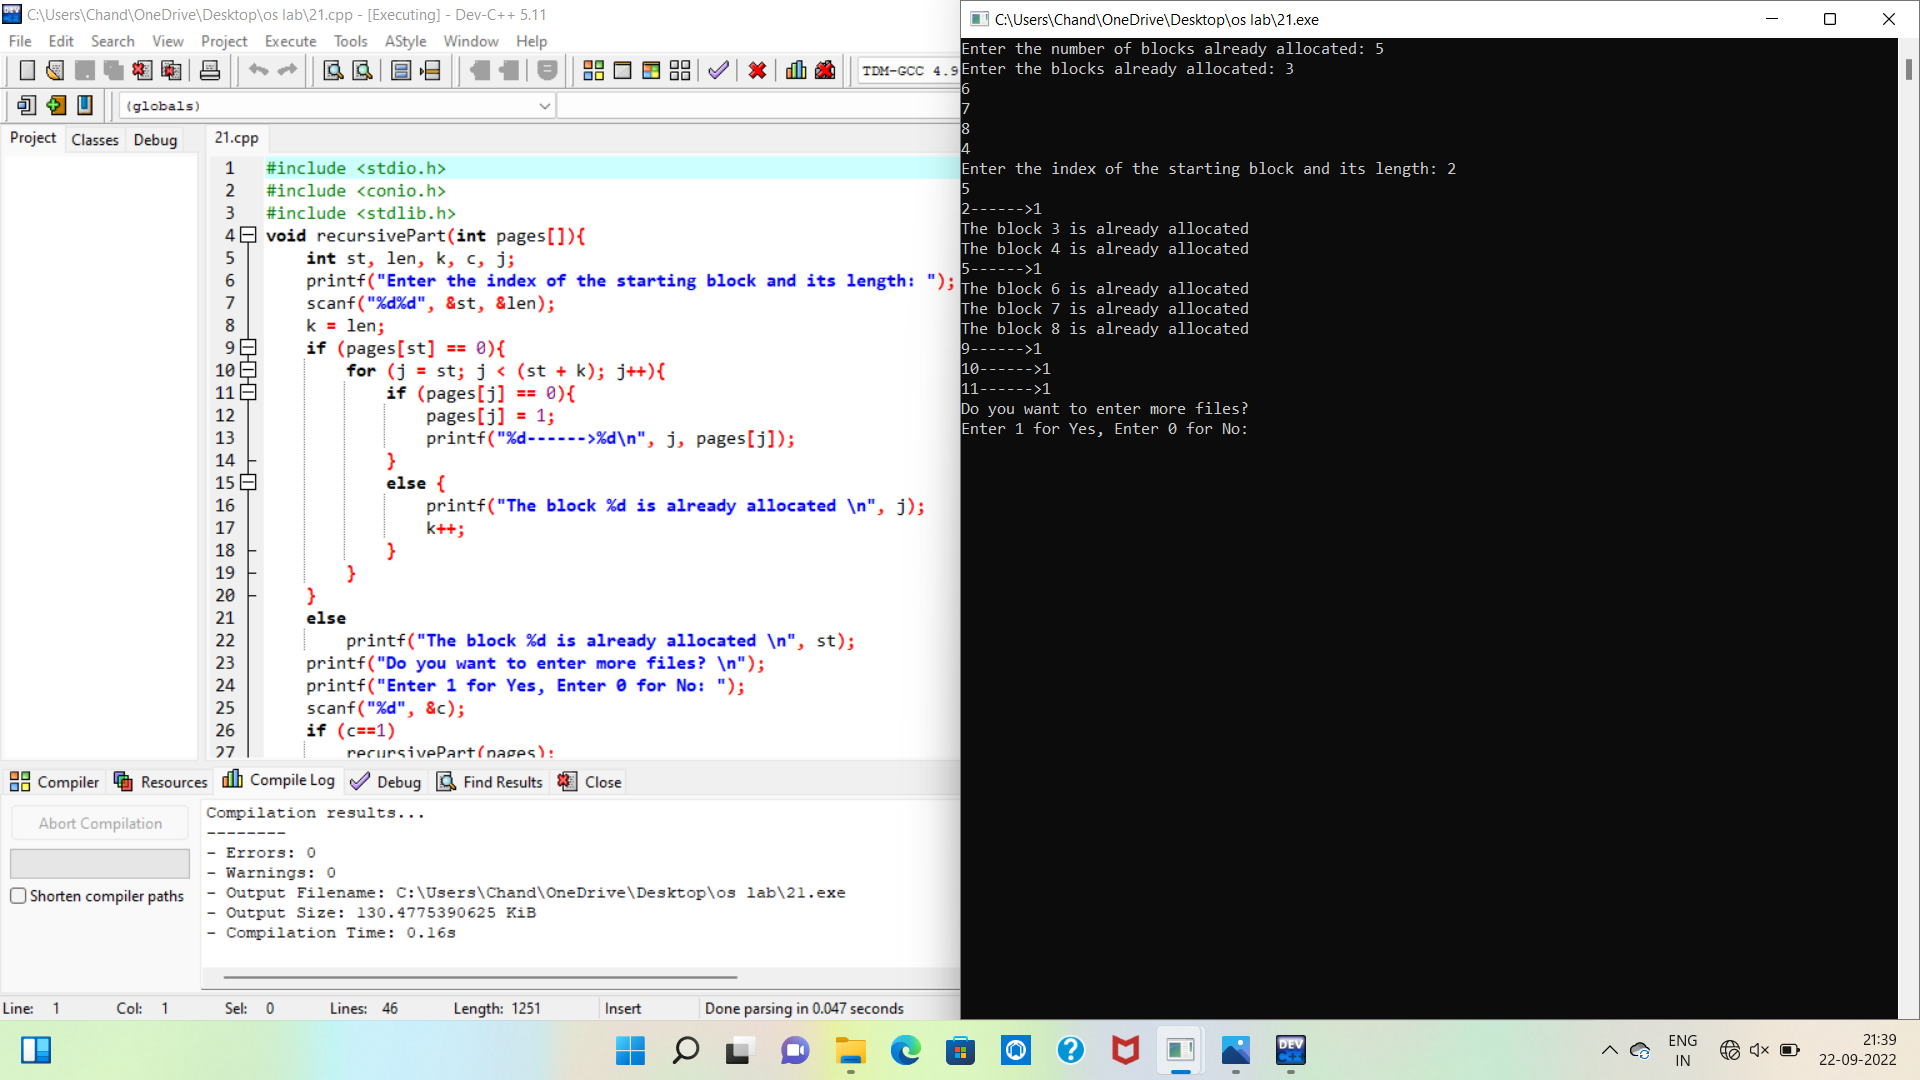 C:\Users\Chand\OneDrive\Desktop\os lab\21.cpp - [Executing] - Dev-C++ 5.11
File Edit Search View Project Execute Tools AStyle Window Help
TDM-GCC 4.9
(globals)
Project Classes Debug
21.cpp
1 #include <stdio.h>
2 #include <conio.h>
3 #include <stdlib.h>
4 void recursivePart(int pages[]){
5 int st, len, k, c, j;
6 printf("Enter the index of the starting block and its length: ");
7 scanf("%d%d", &st, &len);
8 k = len;
9 if (pages[st] == 0){
10 for (j = st; j < (st + k); j++){
11 if (pages[j] == 0){
12 pages[j] = 1;
13 printf("%d------>%d\n", j, pages[j]);
14 }
15 else {
16 printf("The block %d is already allocated \n", j);
17 k++;
18 }
19 }
20 }
21 else
22 printf("The block %d is already allocated \n", st);
23 printf("Do you want to enter more files? \n");
24 printf("Enter 1 for Yes, Enter 0 for No: ");
25 scanf("%d", &c);
26 if (c==1)
27 recursivePart(pages);
Compiler Resources Compile Log Debug Find Results Close
Abort Compilation
Shorten compiler paths
Compilation results...
--------
- Errors: 0
- Warnings: 0
- Output Filename: C:\Users\Chand\OneDrive\Desktop\os lab\21.exe
- Output Size: 130.4775390625 KiB
- Compilation Time: 0.16s
Line: 1 Col: 1 Sel: 0 Lines: 46 Length: 1251 Insert Done parsing in 0.047 seconds
C:\Users\Chand\OneDrive\Desktop\os lab\21.exe
Enter the number of blocks already allocated: 5
Enter the blocks already allocated: 3
6
7
8
4
Enter the index of the starting block and its length: 2
5
2------>1
The block 3 is already allocated
The block 4 is already allocated
5------>1
The block 6 is already allocated
The block 7 is already allocated
The block 8 is already allocated
9------>1
10------>1
11------>1
Do you want to enter more files?
Enter 1 for Yes, Enter 0 for No:
DEV C++
ENG
IN
21:39
22-09-2022